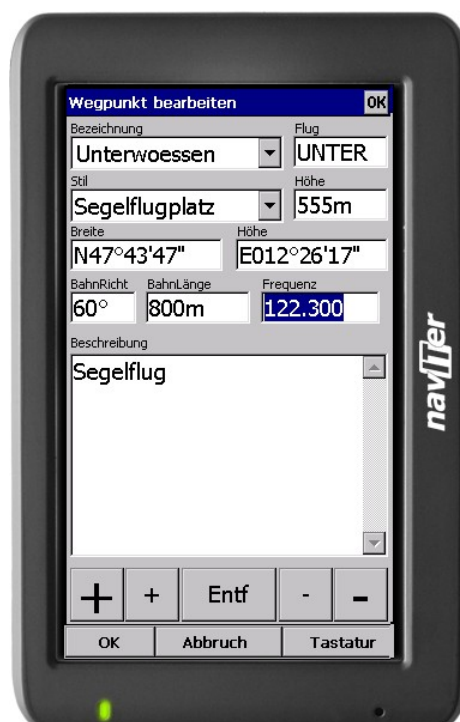 Wegpunkt bearbeiten OK
Bezeichnung Flug
Unterwoessen UNTER
Stil Höhe
Segelflugplatz 555m
Breite Höhe
N47°43'47" E012°26'17"
BahnRicht BahnLänge Frequenz
60° 800m 122.300
Beschreibung
Segelflug
+ + Entf - -
OK Abbruch Tastatur
naviter